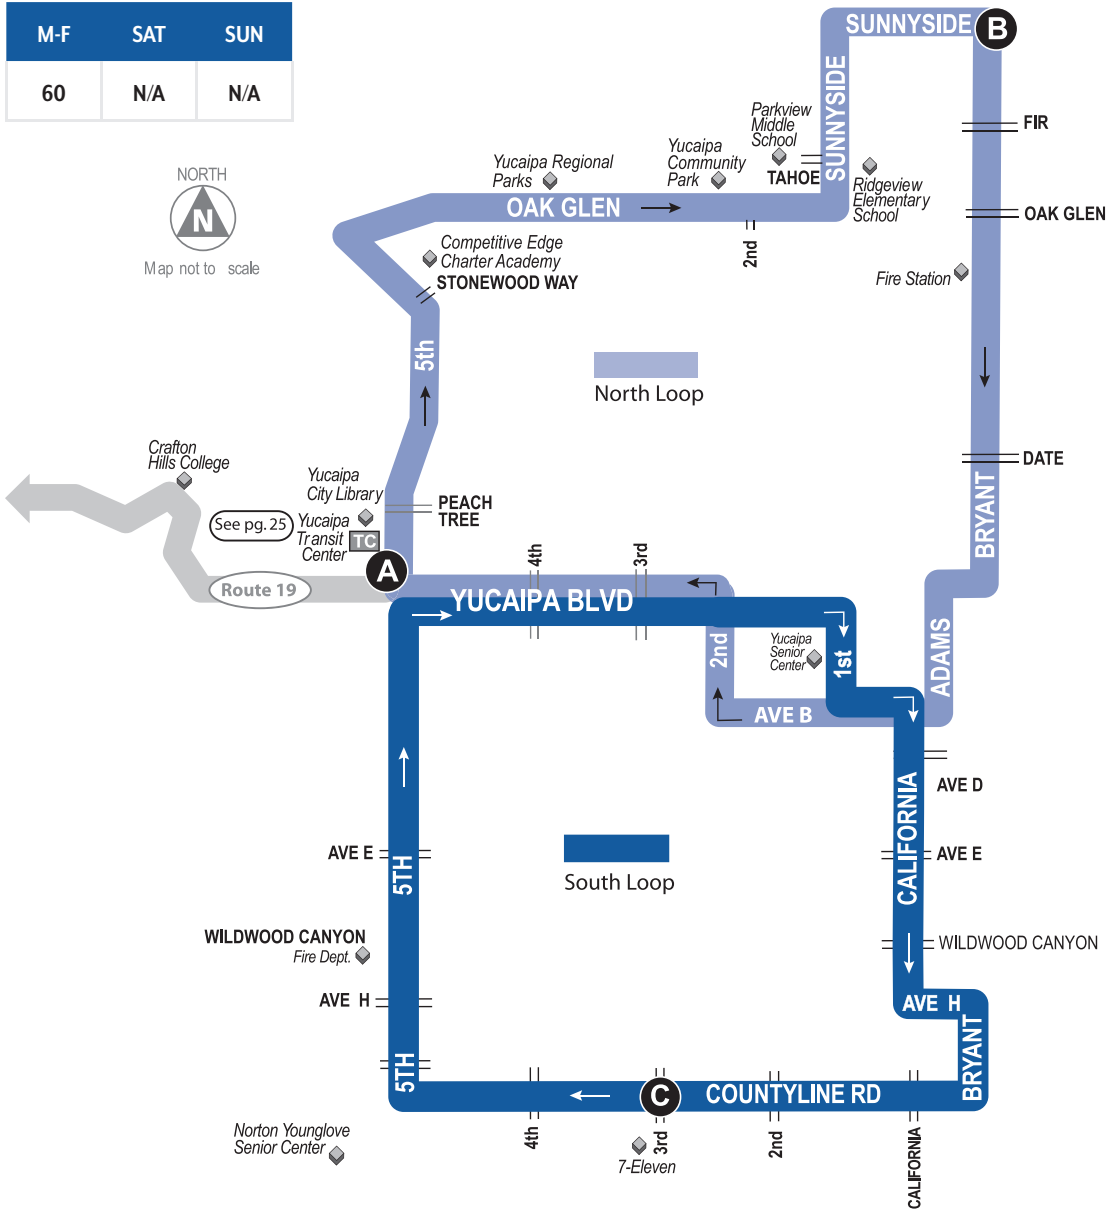 M-F SAT SUN
60 N/A N/A
NORTH
N
Map not to scale
SUNNYSIDE
B
SUNNYSIDE
FIR
Parkview
Middle
School
TAHOE
Yucaipa
Community
Park
Yucaipa Regional
Parks
Ridgeview
Elementary
School
OAK GLEN
OAK GLEN
2nd
Competitive Edge
Charter Academy
STONEWOOD WAY
Fire Station
5th
North Loop
Crafton
Hills College
DATE
Yucaipa
City Library
PEACH
TREE
See pg. 25
Yucaipa
Transit
Center
TC
BRYANT
A
4th
3rd
Route 19
YUCAIPA BLVD
2nd
Yucaipa
Senior
Center
1st
ADAMS
AVE B
AVE D
CALIFORNIA
AVE E
5TH
AVE E
South Loop
WILDWOOD CANYON
Fire Dept.
WILDWOOD CANYON
AVE H
AVE H
BRYANT
5TH
C
COUNTYLINE RD
Norton Younglove
Senior Center
4th
3rd
2nd
CALIFORNIA
7-Eleven